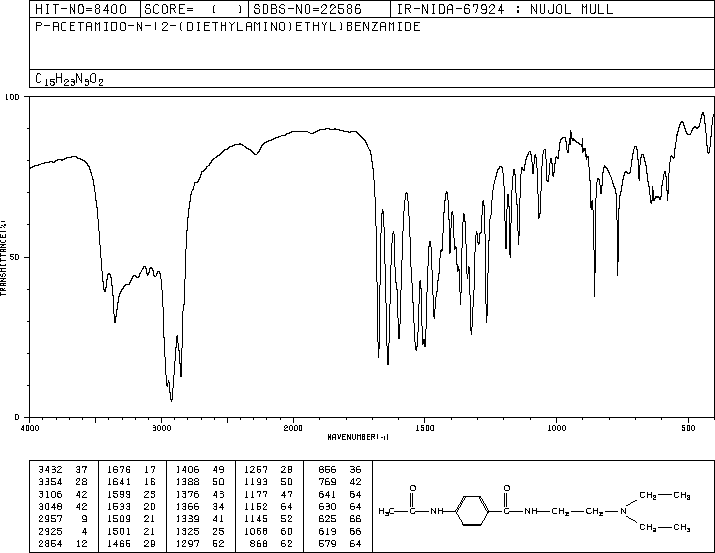 HIT-NO=8400 SCORE= ( ) SDBS-NO=22586 IR-NIDA-67924 : NUJOL MULL
P-ACETAMIDO-N-(2-(DIETHYLAMINO)ETHYL)BENZAMIDE
C15H23N3O2
100
50
0
TRANSMITTANCE(%)
4000 3000 2000 1500 1000 500
WAVENUMBER(-1)
3432 37 1676 17 1406 49 1267 28 856 36
3354 28 1641 16 1388 50 1193 50 769 42
3106 42 1599 23 1376 43 1177 47 641 64
3048 42 1533 20 1366 34 1162 64 630 64
2957 9 1509 21 1339 41 1145 52 625 66
2925 4 1501 21 1325 25 1068 60 619 66
2854 12 1465 29 1297 52 868 62 579 64
O O CH2—CH3
H3C—C—NH C—NH—CH2—CH2—N
CH2—CH3